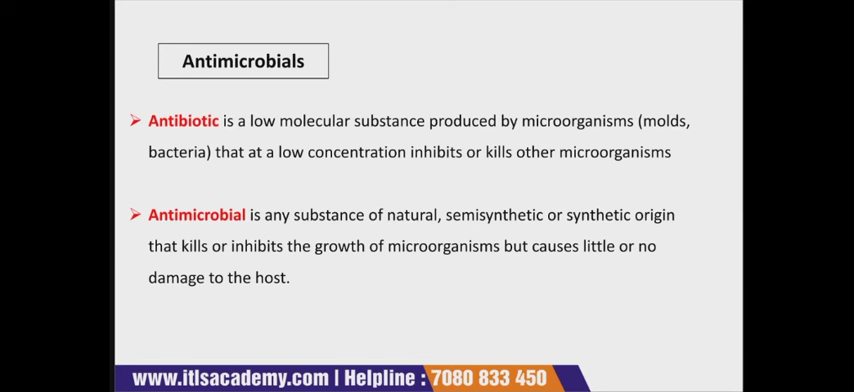 Antimicrobials
Antibiotic is a low molecular substance produced by microorganisms (molds,
bacteria) that at a low concentration inhibits or kills other microorganisms
Antimicrobial is any substance of natural, semisynthetic or synthetic origin
that kills or inhibits the growth of microorganisms but causes little or no
damage to the host.
www.itlsacademy.com | Helpline : 7080 833 450